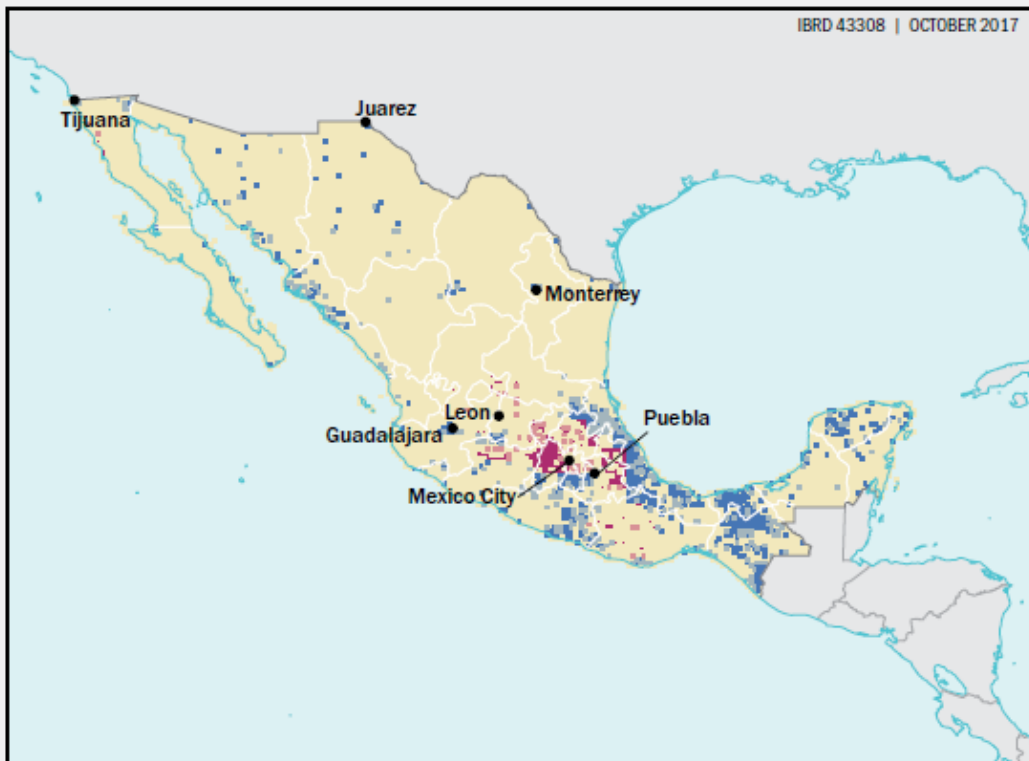 IBRD 43308 | OCTOBER 2017
Tijuana
Juarez
Monterrey
Leon
Puebla
Guadalajara
Mexico City